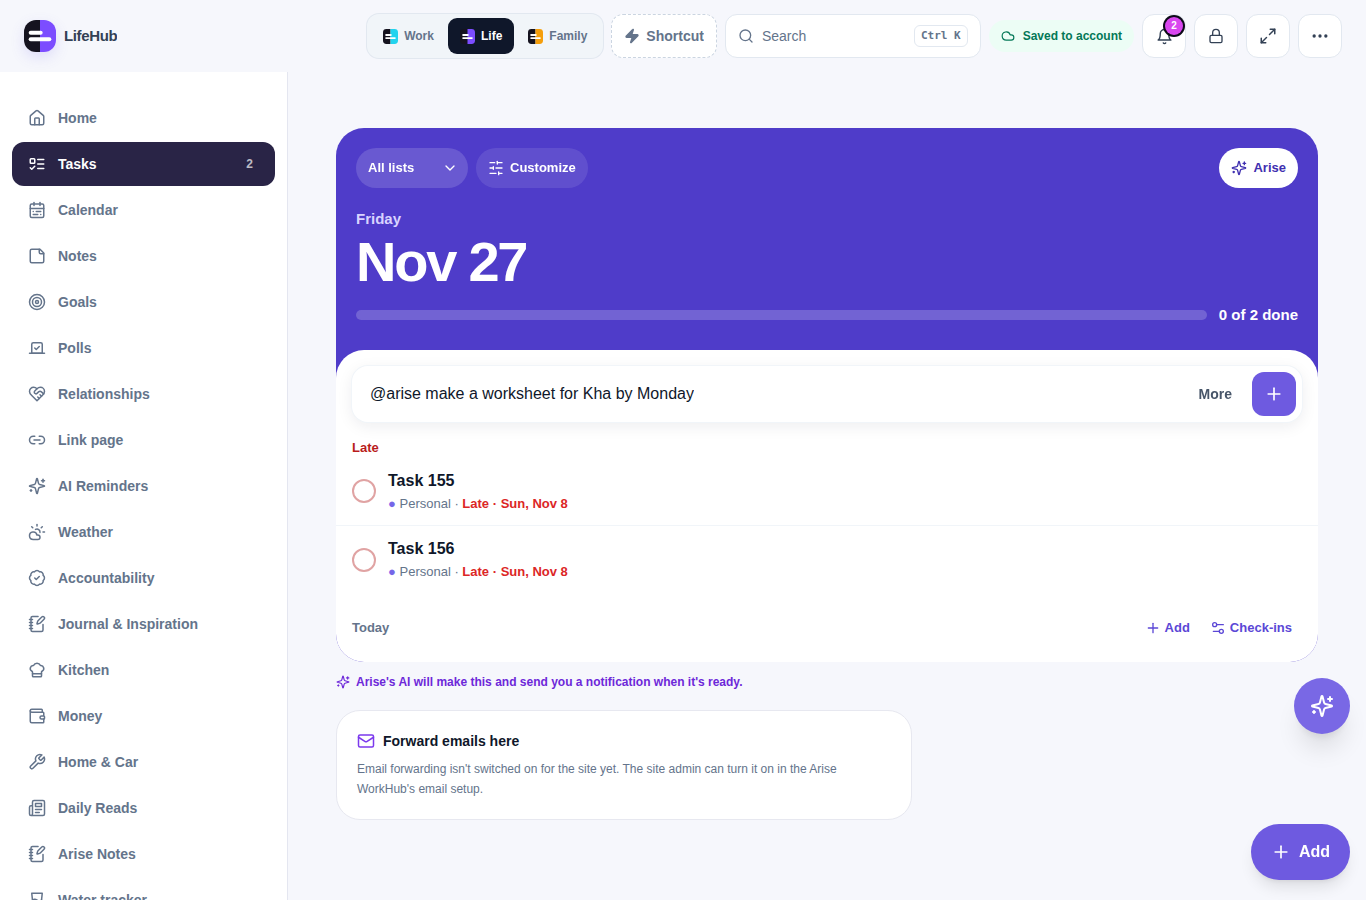 LifeHub
Work
Life
Family
Shortcut
Search
Ctrl K
Saved to account
2
Home
Tasks 2
Calendar
Notes
Goals
Polls
Relationships
Link page
AI Reminders
Weather
Accountability
Journal & Inspiration
Kitchen
Money
Home & Car
Daily Reads
Arise Notes
Water tracker
All lists
Customize
Arise
Friday
Nov 27
0 of 2 done
@arise make a worksheet for Kha by Monday
More
Late
Task 155
Personal · Late · Sun, Nov 8
Task 156
Personal · Late · Sun, Nov 8
Today
Add
Check-ins
Arise's AI will make this and send you a notification when it's ready.
Forward emails here
Email forwarding isn't switched on for the site yet. The site admin can turn it on in the Arise
WorkHub's email setup.
Add